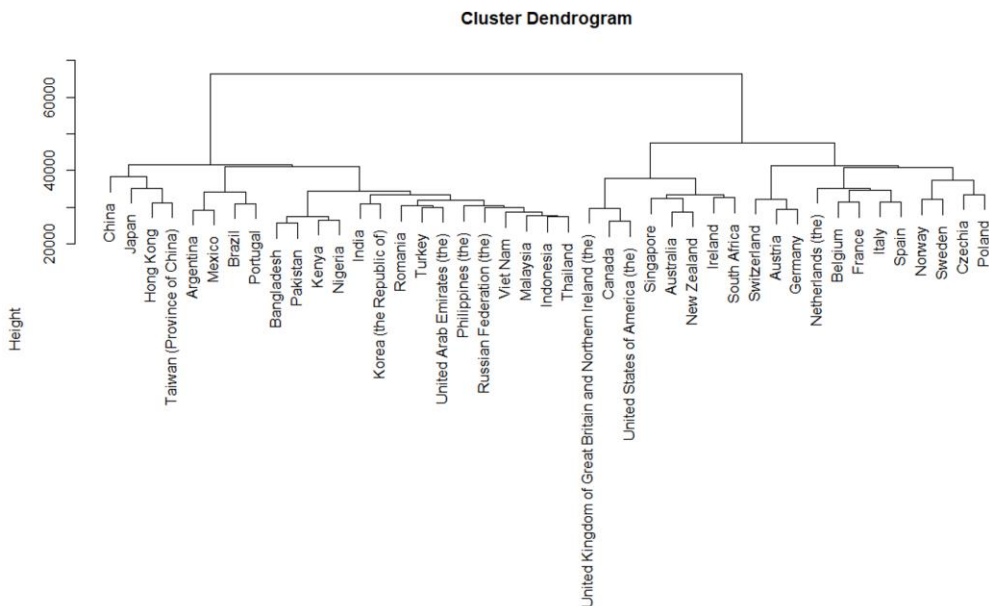 Cluster Dendrogram
Height
60000
40000
20000
China
Japan
Hong Kong
Taiwan (Province of China)
Argentina
Mexico
Brazil
Portugal
Bangladesh
Pakistan
Kenya
Nigeria
India
Korea (the Republic of)
Romania
Turkey
United Arab Emirates (the)
Philippines (the)
Russian Federation (the)
Viet Nam
Malaysia
Indonesia
Thailand
United Kingdom of Great Britain and Northern Ireland (the)
Canada
United States of America (the)
Singapore
Australia
New Zealand
Ireland
South Africa
Switzerland
Austria
Germany
Netherlands (the)
Belgium
France
Italy
Spain
Norway
Sweden
Czechia
Poland